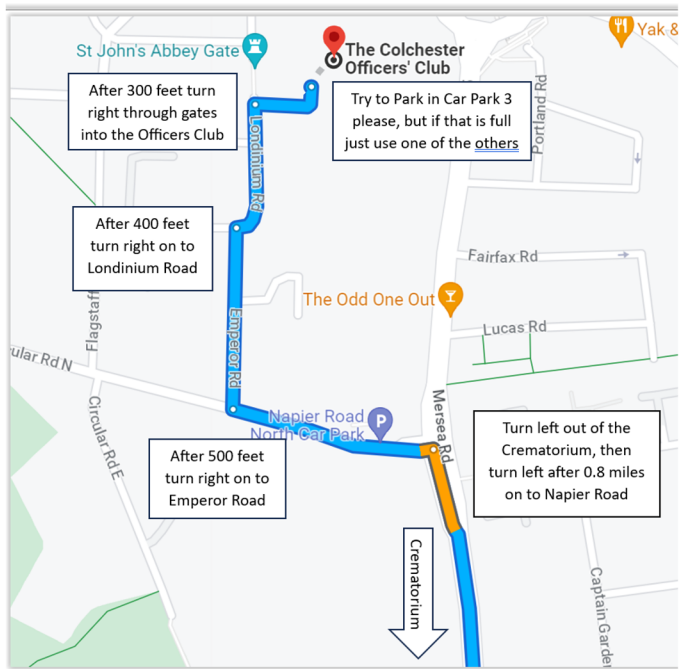 Yak &
St John's Abbey Gate
The Colchester
Officers' Club
After 300 feet turn
right through gates
into the Officers Club
Try to Park in Car Park 3
please, but if that is full
just use one of the others
Portland Rd
Londinium Rd
After 400 feet
turn right on to
Londinium Road
Fairfax Rd
The Odd One Out
Lucas Rd
Flagstaff
Emperor Rd
ular Rd N
Mersea Rd
Napier Road
North Car Park
P
Circular Rd E
After 500 feet
turn right on to
Emperor Road
Turn left out of the
Crematorium, then
turn left after 0.8 miles
on to Napier Road
Crematorium
Captain Garden